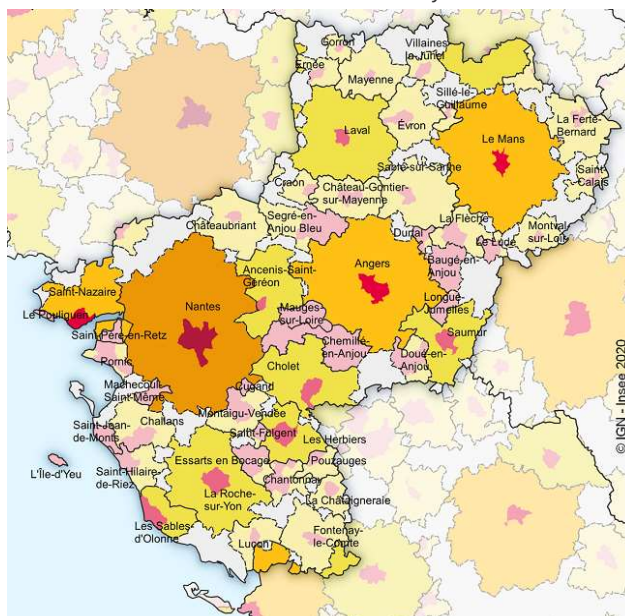 Gorron
Ernée
Mayenne
Villaines
la-Juhel
Sillé-le-
Guillaume
La Ferté-
Bernard
Laval
Évron
Le Mans
Saint-
Calais
Sablé-sur-Sarthe
Craon
Château-Gontier
-sur-Mayenne
Châteaubriant
Segré-en-
Anjou Bleu
La Flèche
Durtal
Le Lude
Montval-
sur-Loir
Baugé-en-
Anjou
Ancenis-Saint-
Géréon
Angers
Saint-Nazaire
Nantes
Le Pouliguen
Mauges-
sur-Loire
Longué-
Jumelles
Saint-Père-en-Retz
Chemillé-
en-Anjou
Saumur
Pornic
Cholet
Doué-en-
Anjou
Machecoul-
Saint-Même
Cugand
Montaigu-Vendée
Challans
Saint-Jean-
de-Monts
Saint-Fulgent
Les Herbiers
L'Île-d'Yeu
Saint-Hilaire-
de-Riez
Essarts en Bocage
Pouzauges
La Roche-
sur-Yon
Chantonnay
La Châtaigneraie
Les Sables-
d'Olonne
Luçon
Fontenay-
le-Comte
© IGN - Insee 2020